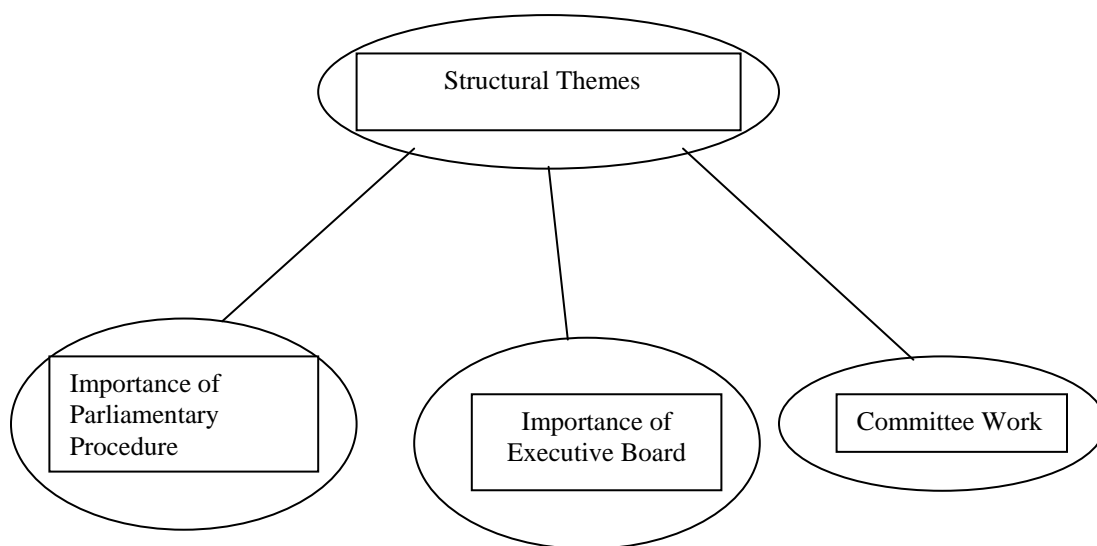 Structural Themes
Importance of
Parliamentary
Procedure
Importance of
Executive Board
Committee Work